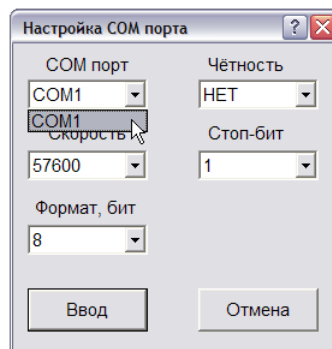 Настройка COM порта
COM порт
Чётность
COM1
НЕТ
COM1
Скорость
Стоп-бит
57600
1
Формат, бит
8
Ввод
Отмена